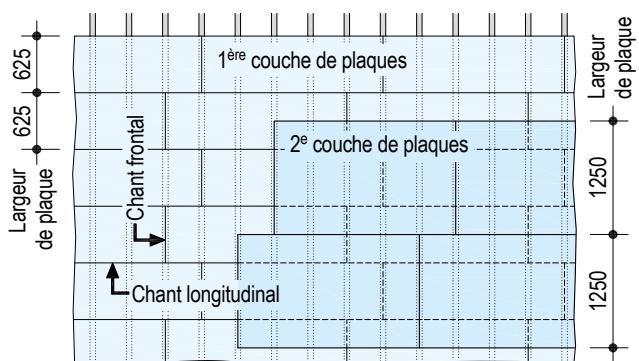 625
625
Largeur
de plaque
1ère couche de plaques
2e couche de plaques
Chant frontal
Chant longitudinal
Largeur
de plaque
1250
1250